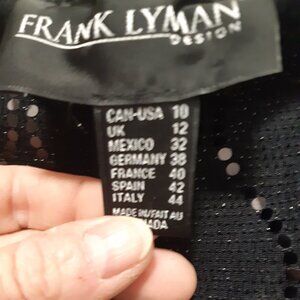 FRANK LYMAN
DESIGN
CAN-USA 10
UK 12
MEXICO 32
GERMANY 38
FRANCE 40
SPAIN 42
ITALY 44
MADE IN/FAIT AU